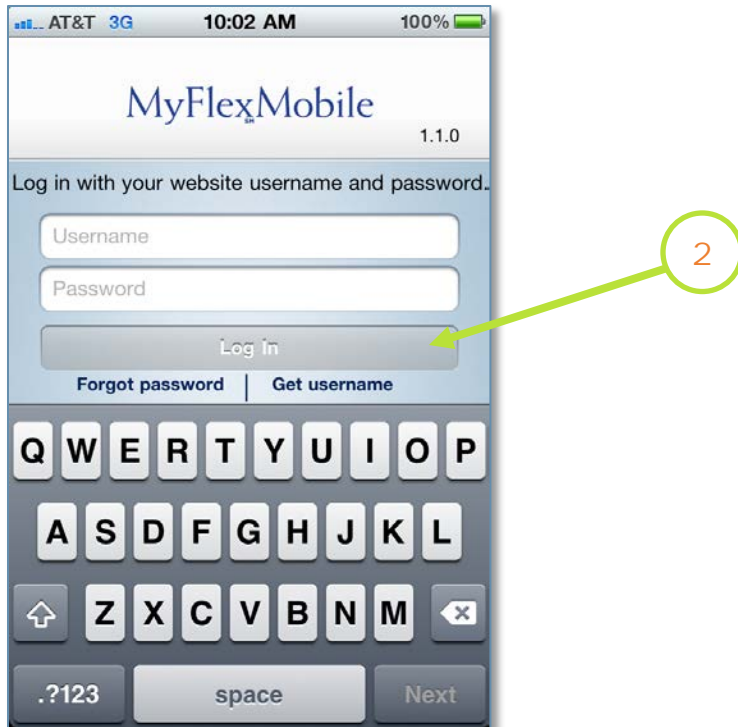 AT&T 3G 10:02 AM 100%
MyFlexMobile
SM
1.1.0
Log in with your website username and password.
Username
Password
Log In
Forgot password | Get username
2
Q W E R T Y U I O P
A S D F G H J K L
Z X C V B N M
.?123 space Next